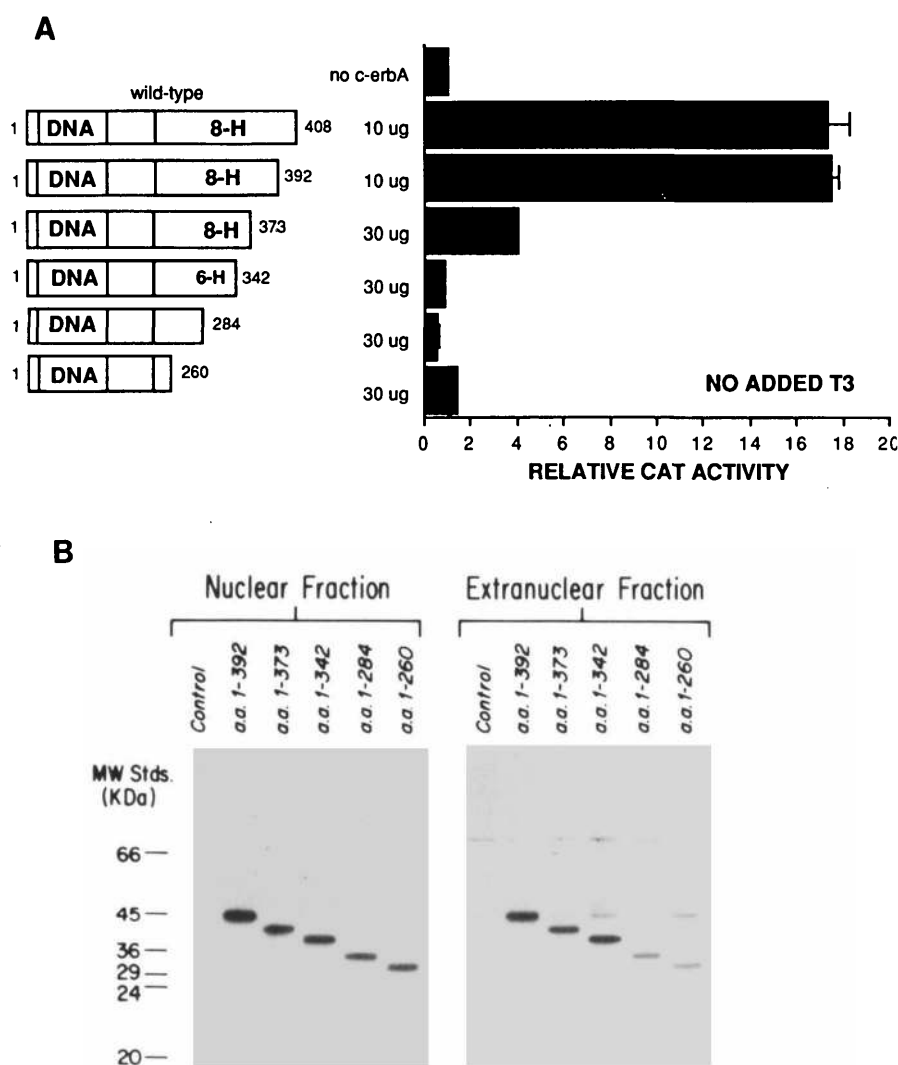 A
wild-type
1 DNA 8-H 408
1 DNA 8-H 392
1 DNA 8-H 373
1 DNA 6-H 342
1 DNA 284
1 DNA 260
no c-erbA
10 ug
10 ug
30 ug
30 ug
30 ug
30 ug
NO ADDED T3
0 2 4 6 8 10 12 14 16 18 20
RELATIVE CAT ACTIVITY
B
Nuclear Fraction
Extranuclear Fraction
Control
a.a. 1-392
a.a. 1-373
a.a. 1-342
a.a. 1-284
a.a. 1-260
Control
a.a. 1-392
a.a. 1-373
a.a. 1-342
a.a. 1-284
a.a. 1-260
MW Stds.
(KDa)
66
45
36
29
24
20